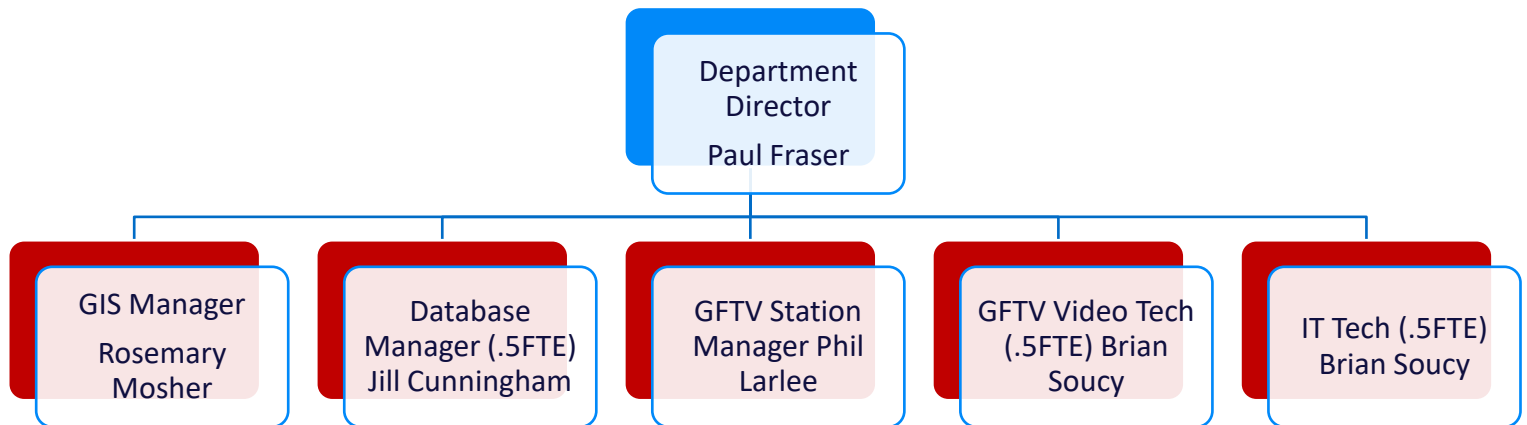 Department
Director
Paul Fraser
GIS Manager
Rosemary
Mosher
Database
Manager (.5FTE)
Jill Cunningham
GFTV Station
Manager Phil
Larlee
GFTV Video Tech
(.5FTE) Brian
Soucy
IT Tech (.5FTE)
Brian Soucy